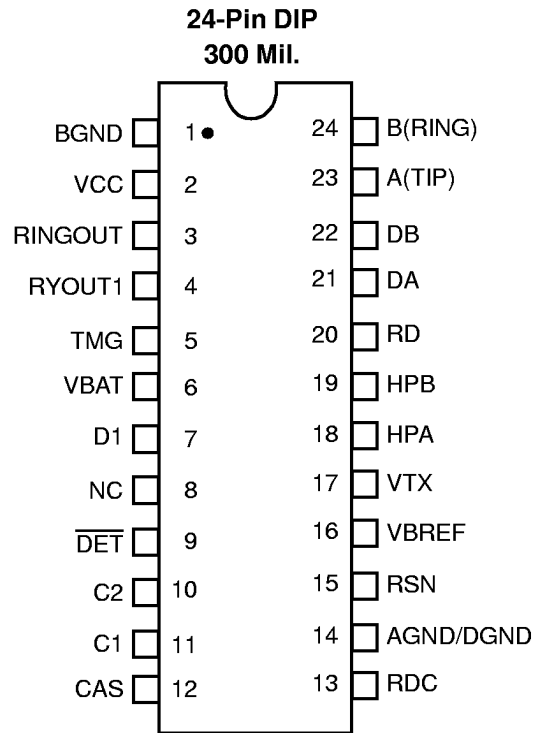 24-Pin DIP
300 Mil.
BGND 1 24 B(RING)
VCC 2 23 A(TIP)
RINGOUT 3 22 DB
RYOUT1 4 21 DA
TMG 5 20 RD
VBAT 6 19 HPB
D1 7 18 HPA
NC 8 17 VTX
DET 9 16 VBREF
C2 10 15 RSN
C1 11 14 AGND/DGND
CAS 12 13 RDC